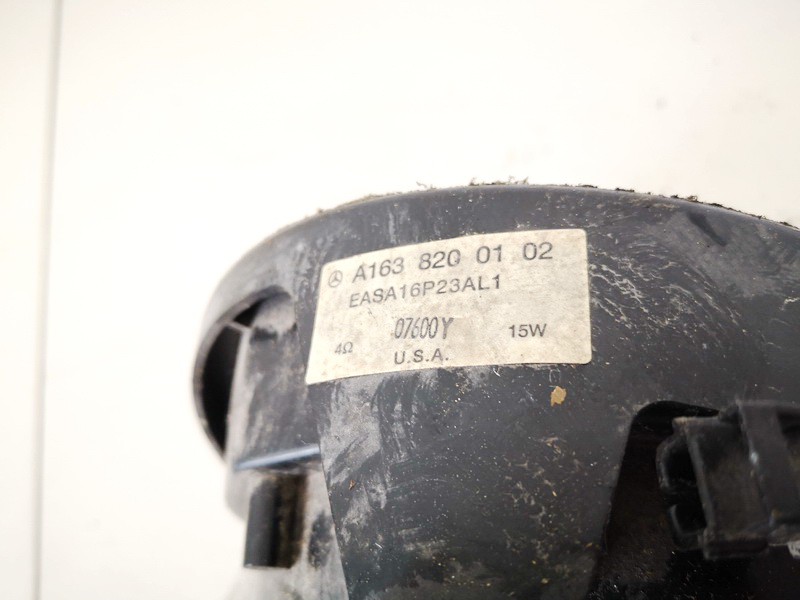 A163 820 01 02
EASA16P23AL1
07600Y
4Ω 15W
U.S.A.